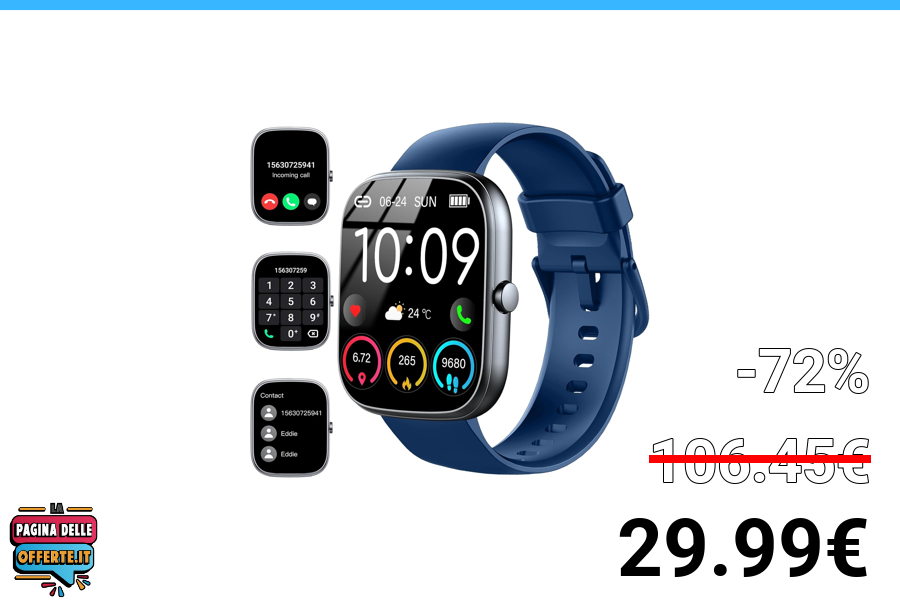 15630725941
Incoming call
156307259
1 2 3
4 5 6
7* 8 9#
0+
Contact
15630725941
Eddie
Eddie
06-24 SUN
10:09
24 °C
6.72
265
9680
-72%
106.45€
29.99€
LA
PAGINA DELLE
OFFERTE.IT